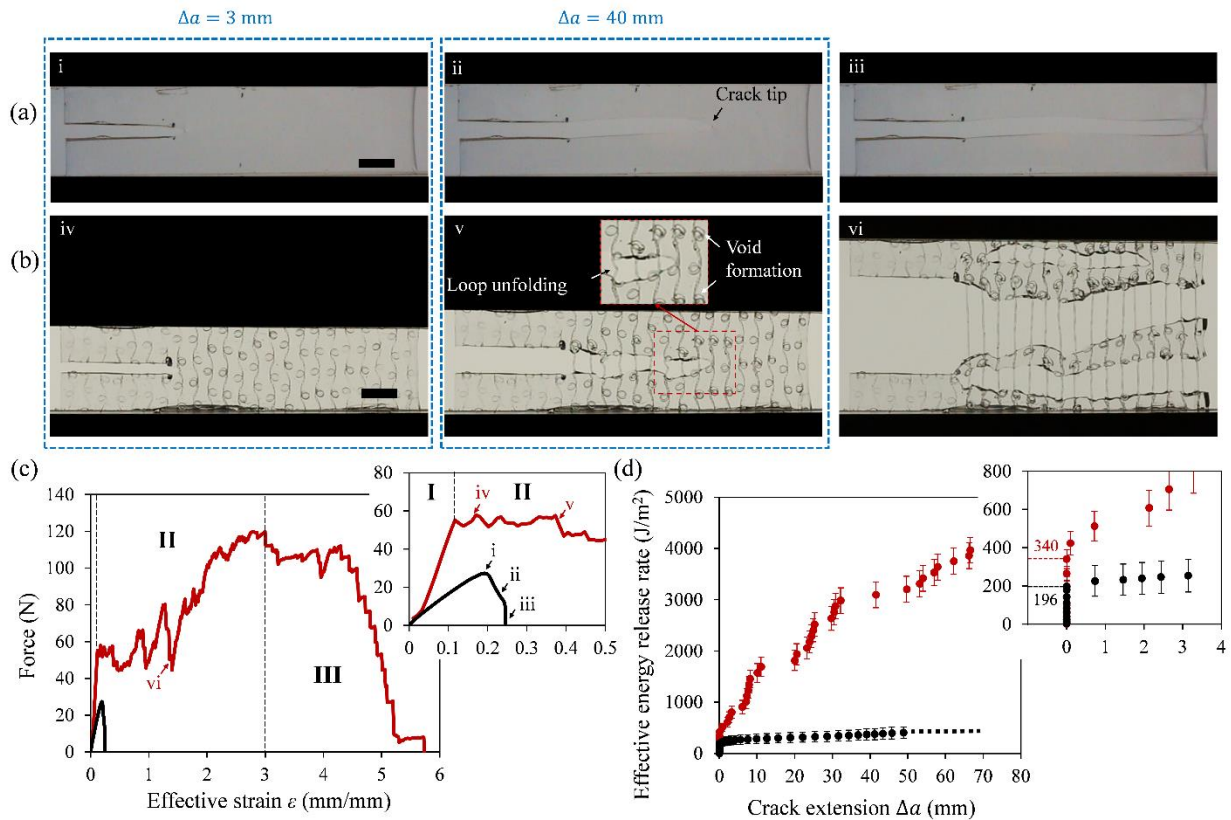 Δa = 3 mm
Δa = 40 mm
(a)
i
ii
Crack tip
iii
(b)
iv
v
Loop unfolding
Void
formation
vi
(c)
Force (N)
140
120
100
80
60
40
20
0
0 1 2 3 4 5 6
Effective strain ε (mm/mm)
II
III
vi
80
60
40
20
0
0 0.1 0.2 0.3 0.4 0.5
I
II
iv
v
i
ii
iii
(d)
Effective energy release rate (J/m²)
5000
4000
3000
2000
1000
0
0 10 20 30 40 50 60 70 80
Crack extension Δa (mm)
800
600
400
340
200
196
0
0 1 2 3 4